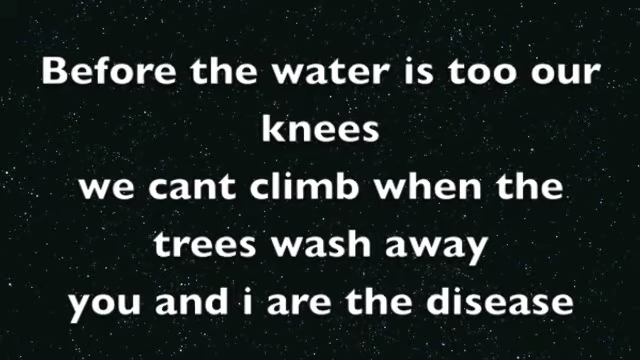 Before the water is too our
knees
we cant climb when the
trees wash away
you and i are the disease